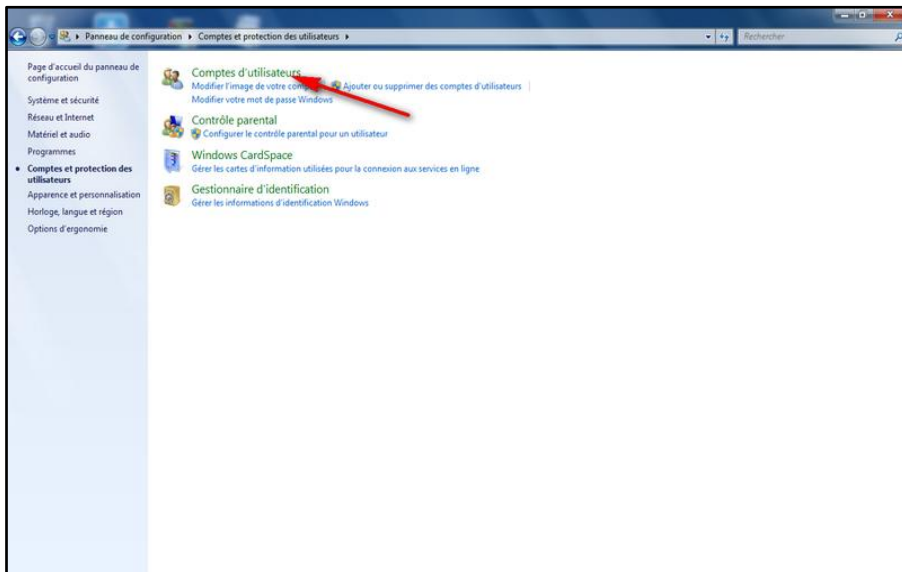 Panneau de configuration ▸ Comptes et protection des utilisateurs ▸
Rechercher
Page d'accueil du panneau de
configuration
Système et sécurité
Réseau et Internet
Matériel et audio
Programmes
Comptes et protection des
utilisateurs
Apparence et personnalisation
Horloge, langue et région
Options d'ergonomie
Comptes d'utilisateurs
Modifier l'image de votre Ajouter ou supprimer des comptes d'utilisateurs
Modifier votre mot de passe Windows
Contrôle parental
Configurer le contrôle parental pour un utilisateur
Windows CardSpace
Gérer les cartes d'information utilisées pour la connexion aux services en ligne
Gestionnaire d'identification
Gérer les informations d'identification Windows